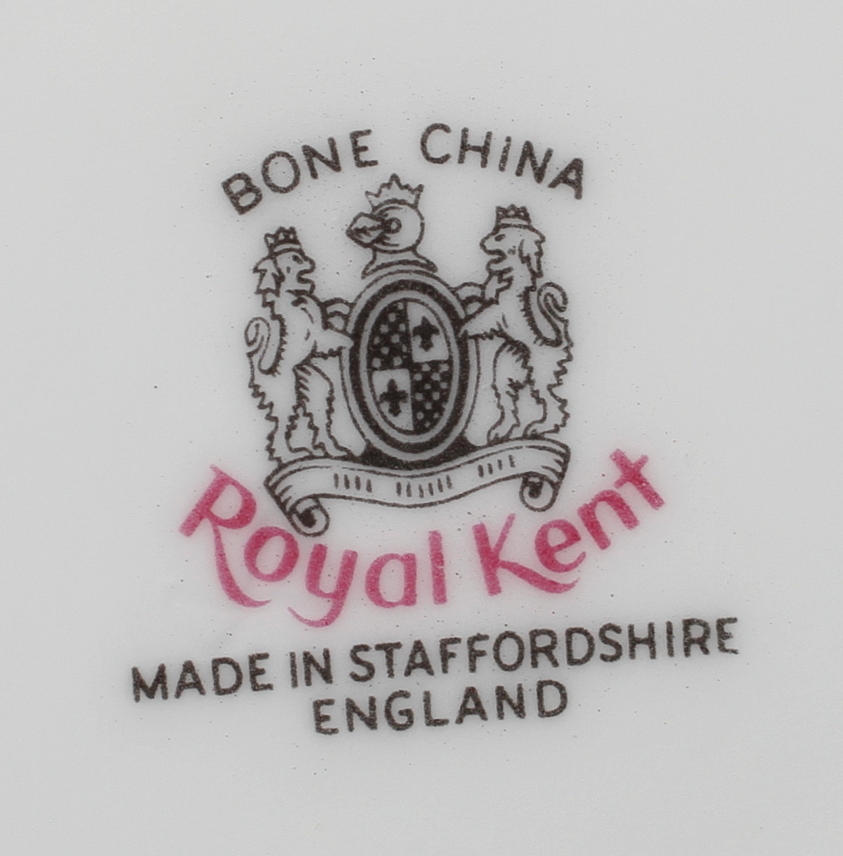 BONE CHINA
Royal Kent
MADE IN STAFFORDSHIRE
ENGLAND